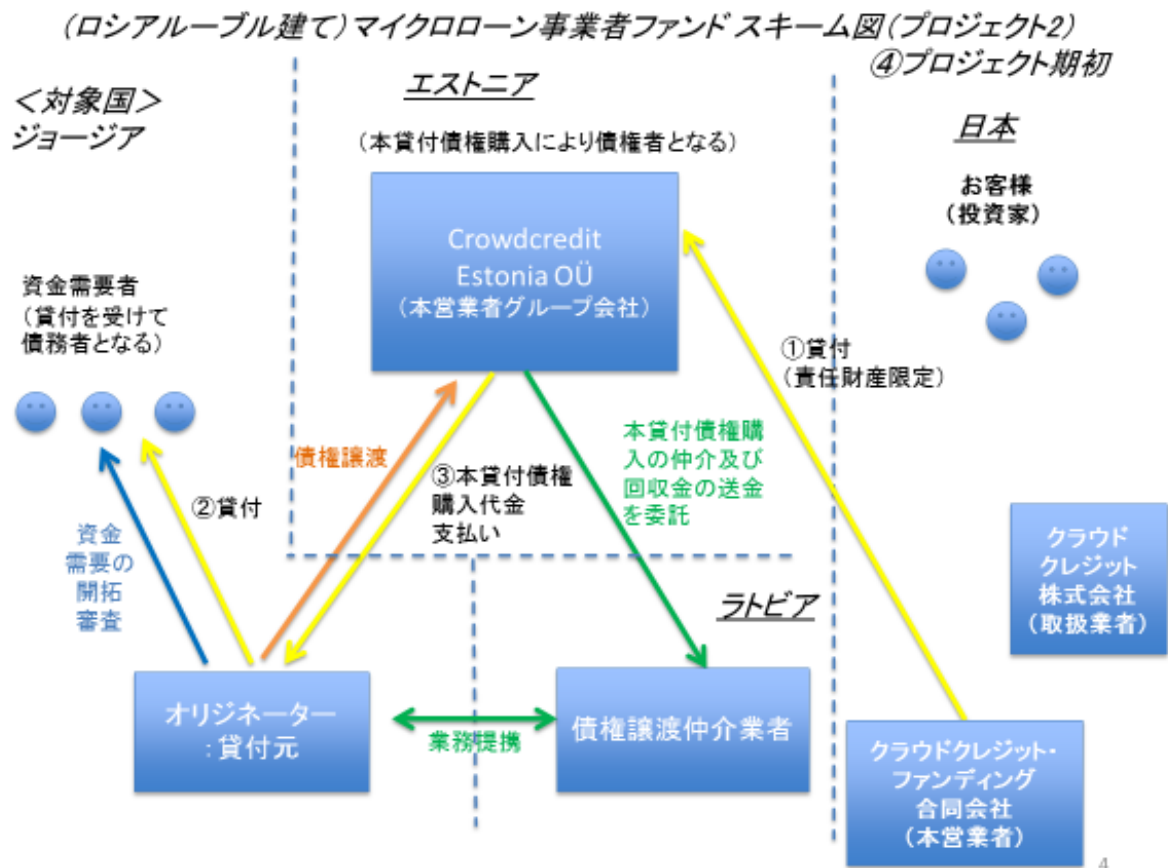 (ロシアルーブル建て)マイクロローン事業者ファンド スキーム図(プロジェクト2)
④プロジェクト期初
<対象国>
ジョージア
エストニア
(本貸付債権購入により債権者となる)
日本
お客様
(投資家)
Crowdcredit
Estonia OÜ
(本営業者グループ会社)
資金需要者
(貸付を受けて
債務者となる)
①貸付
(責任財産限定)
債権譲渡
③本貸付債権
購入代金
支払い
本貸付債権購
入の仲介及び
回収金の送金
を委託
②貸付
資金
需要の
開拓
審査
クラウド
クレジット
株式会社
(取扱業者)
ラトビア
オリジネーター
:貸付元
業務提携
債権譲渡仲介業者
クラウドクレジット・
ファンディング
合同会社
(本営業者)
4